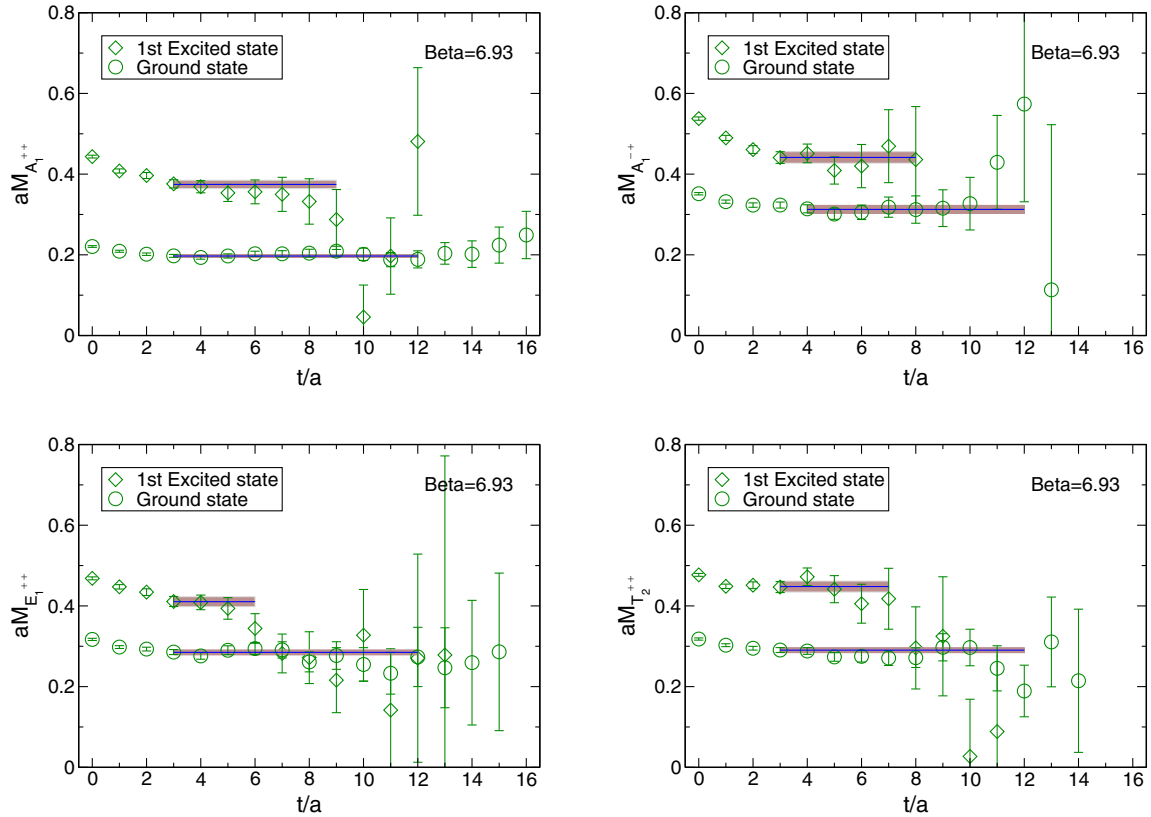 0.8
1st Excited state
Ground state
Beta=6.93
0.6
0.4
0.2
0
aM_{A_1^{++}}
0 2 4 6 8 10 12 14 16
t/a
0.8
1st Excited state
Ground state
Beta=6.93
0.6
0.4
0.2
0
aM_{A_1^{-+}}
0 2 4 6 8 10 12 14 16
t/a
0.8
1st Excited state
Ground state
Beta=6.93
0.6
0.4
0.2
0
aM_{E_1^{++}}
0 2 4 6 8 10 12 14 16
t/a
0.8
1st Excited state
Ground state
Beta=6.93
0.6
0.4
0.2
0
aM_{T_2^{++}}
0 2 4 6 8 10 12 14 16
t/a